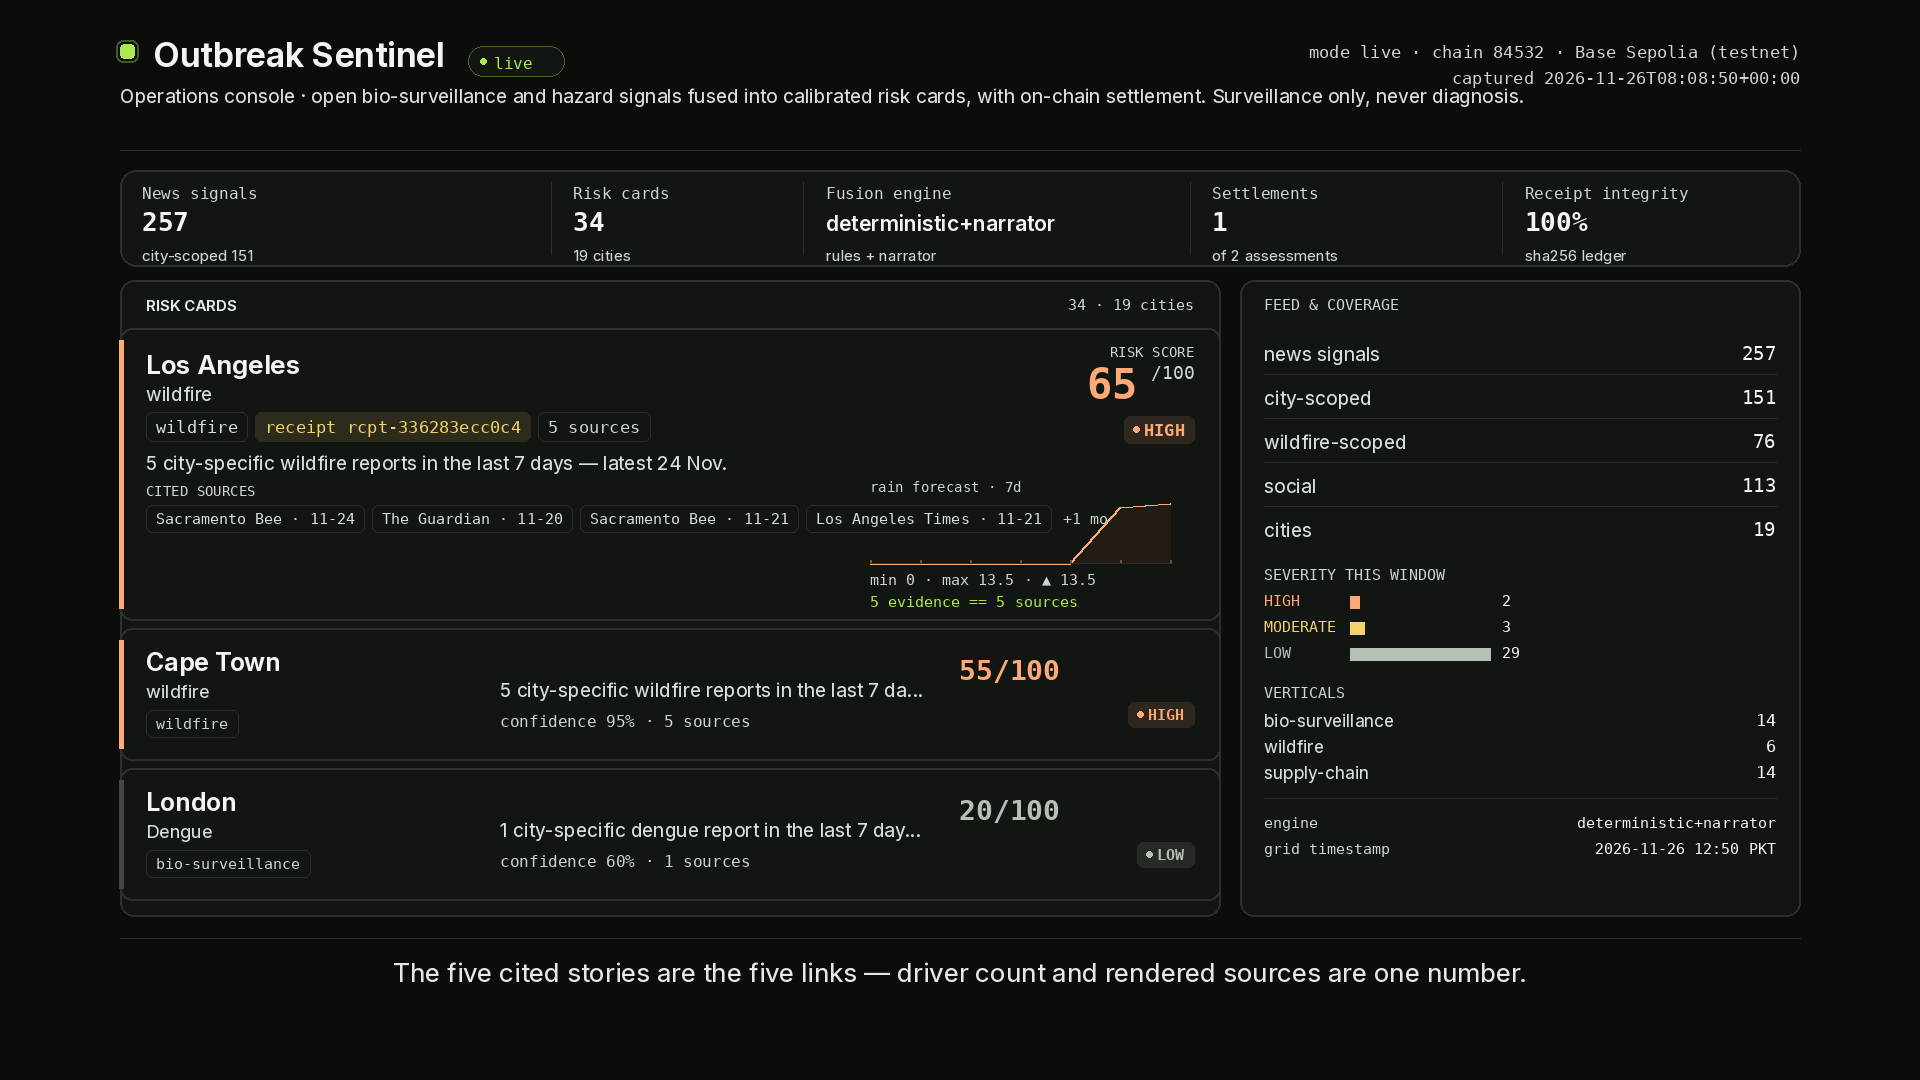 Outbreak Sentinel
live
mode live · chain 84532 · Base Sepolia (testnet)
captured 2026-11-26T08:08:50+00:00
Operations console · open bio-surveillance and hazard signals fused into calibrated risk cards, with on-chain settlement. Surveillance only, never diagnosis.
News signals
257
city-scoped 151
Risk cards
34
19 cities
Fusion engine
deterministic+narrator
rules + narrator
Settlements
1
of 2 assessments
Receipt integrity
100%
sha256 ledger
RISK CARDS
34 · 19 cities
Los Angeles
wildfire
wildfire
receipt rcpt-336283ecc0c4
5 sources
RISK SCORE
65 /100
HIGH
5 city-specific wildfire reports in the last 7 days — latest 24 Nov.
CITED SOURCES
Sacramento Bee · 11-24
The Guardian · 11-20
Sacramento Bee · 11-21
Los Angeles Times · 11-21
+1 mo
rain forecast · 7d
min 0 · max 13.5 · ▲ 13.5
5 evidence == 5 sources
Cape Town
wildfire
wildfire
5 city-specific wildfire reports in the last 7 da...
confidence 95% · 5 sources
55/100
HIGH
London
Dengue
bio-surveillance
1 city-specific dengue report in the last 7 day...
confidence 60% · 1 sources
20/100
LOW
FEED & COVERAGE
news signals 257
city-scoped 151
wildfire-scoped 76
social 113
cities 19
SEVERITY THIS WINDOW
HIGH 2
MODERATE 3
LOW 29
VERTICALS
bio-surveillance 14
wildfire 6
supply-chain 14
engine deterministic+narrator
grid timestamp 2026-11-26 12:50 PKT
The five cited stories are the five links — driver count and rendered sources are one number.